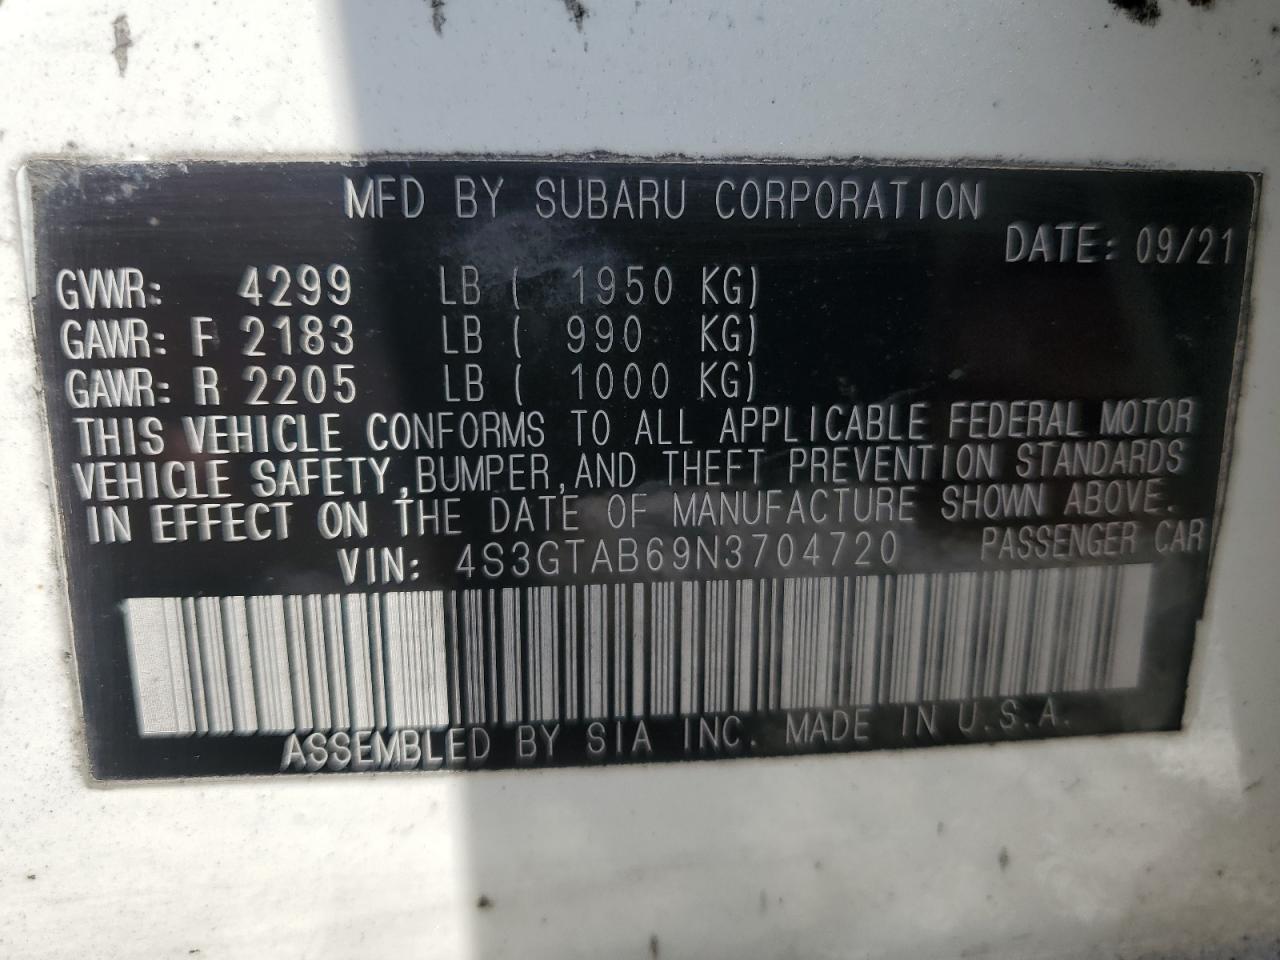 MFD BY SUBARU CORPORATION
DATE: 09/21
GVWR: 4299 LB ( 1950 KG)
GAWR: F 2183 LB ( 990 KG)
GAWR: R 2205 LB ( 1000 KG)
THIS VEHICLE CONFORMS TO ALL APPLICABLE FEDERAL MOTOR
VEHICLE SAFETY, BUMPER, AND THEFT PREVENTION STANDARDS
IN EFFECT ON THE DATE OF MANUFACTURE SHOWN ABOVE.
VIN: 4S3GTAB69N3704720 PASSENGER CAR
ASSEMBLED BY SIA INC. MADE IN U.S.A.